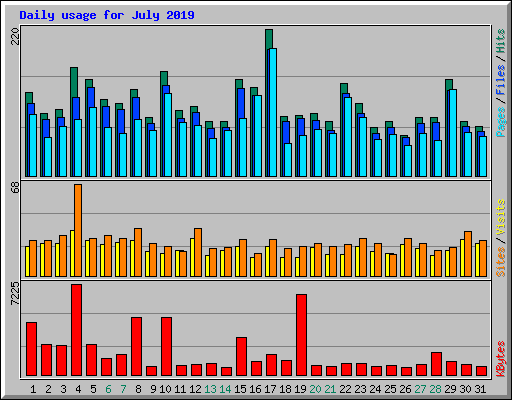 Daily usage for July 2019
220
Pages / Files / Hits
68
Sites / Visits
7225
KBytes
1 2 3 4 5 6 7 8 9 10 11 12 13 14 15 16 17 18 19 20 21 22 23 24 25 26 27 28 29 30 31